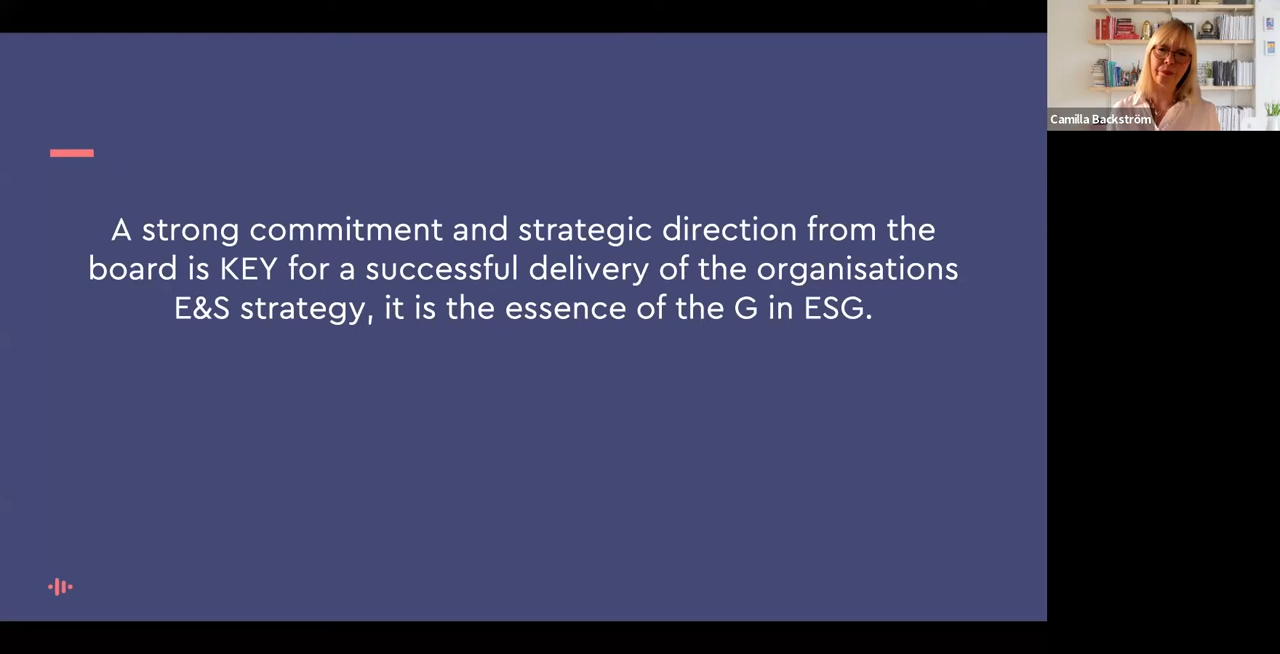 A strong commitment and strategic direction from the
board is KEY for a successful delivery of the organisations
E&S strategy, it is the essence of the G in ESG.
Camilla Backström